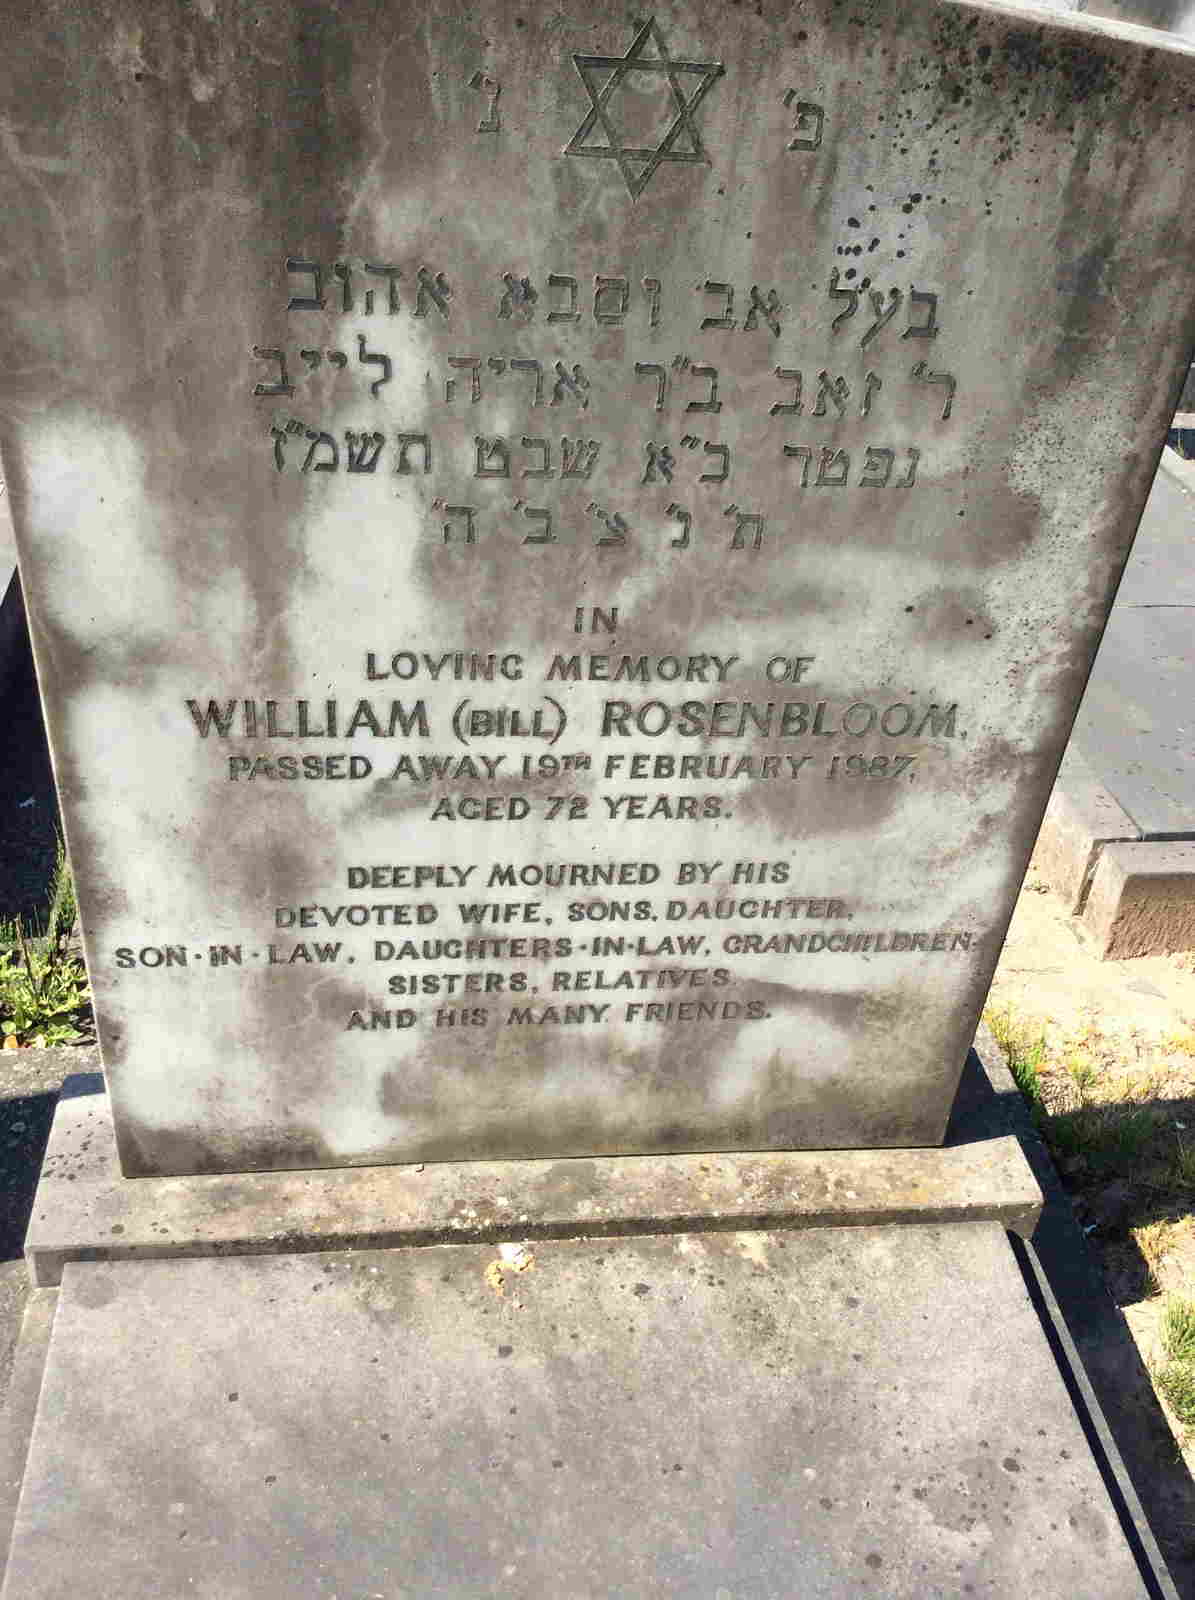 פ' נ'
בעל אב וסבא אהוב
ר' זאב ב"ר אריה לייב
נפטר כ"א שבט תשמ"ז
ת' נ' צ' ב' ה'
IN
LOVING MEMORY OF
WILLIAM (BILL) ROSENBLOOM.
PASSED AWAY 19TH FEBRUARY 1987,
AGED 72 YEARS.
DEEPLY MOURNED BY HIS
DEVOTED WIFE, SONS, DAUGHTER,
SON·IN·LAW, DAUGHTERS·IN·LAW, GRANDCHILDREN·
SISTERS, RELATIVES
AND HIS MANY FRIENDS.